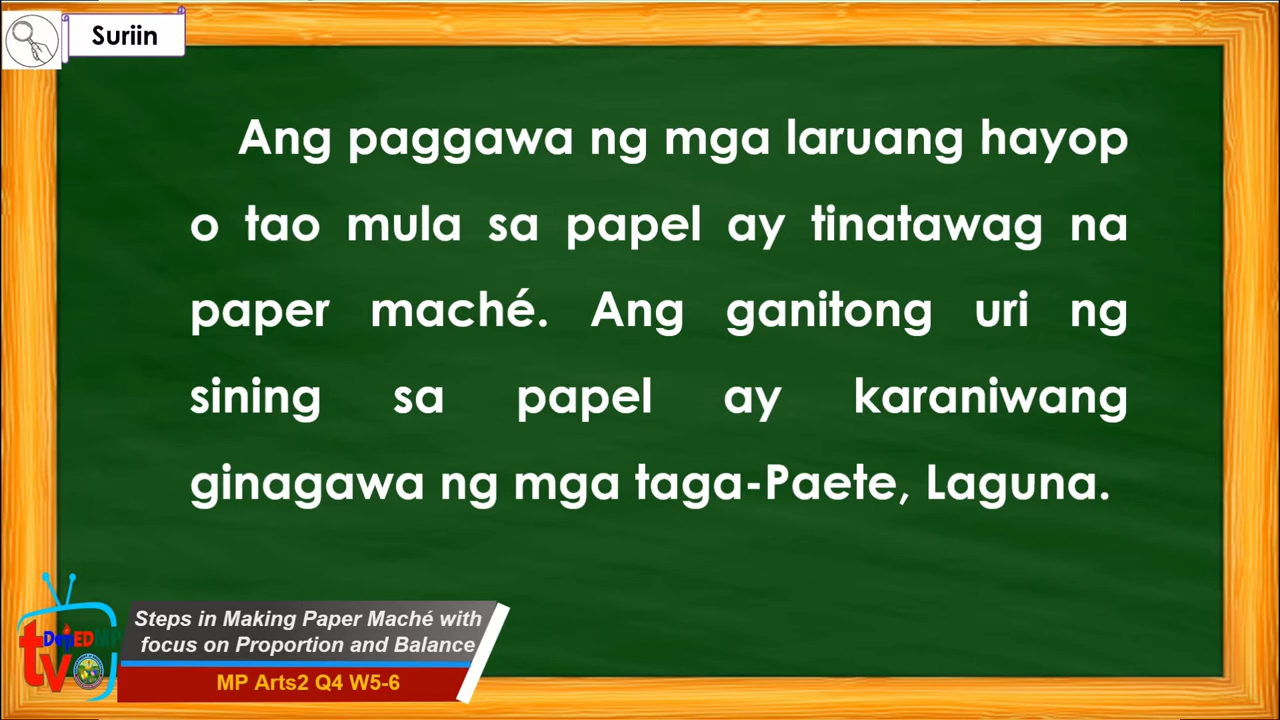 Suriin
Ang paggawa ng mga laruang hayop
o tao mula sa papel ay tinatawag na
paper maché. Ang ganitong uri ng
sining sa papel ay karaniwang
ginagawa ng mga taga-Paete, Laguna.
Steps in Making Paper Maché with
focus on Proportion and Balance
MP Arts2 Q4 W5-6
DepEDMP
tv